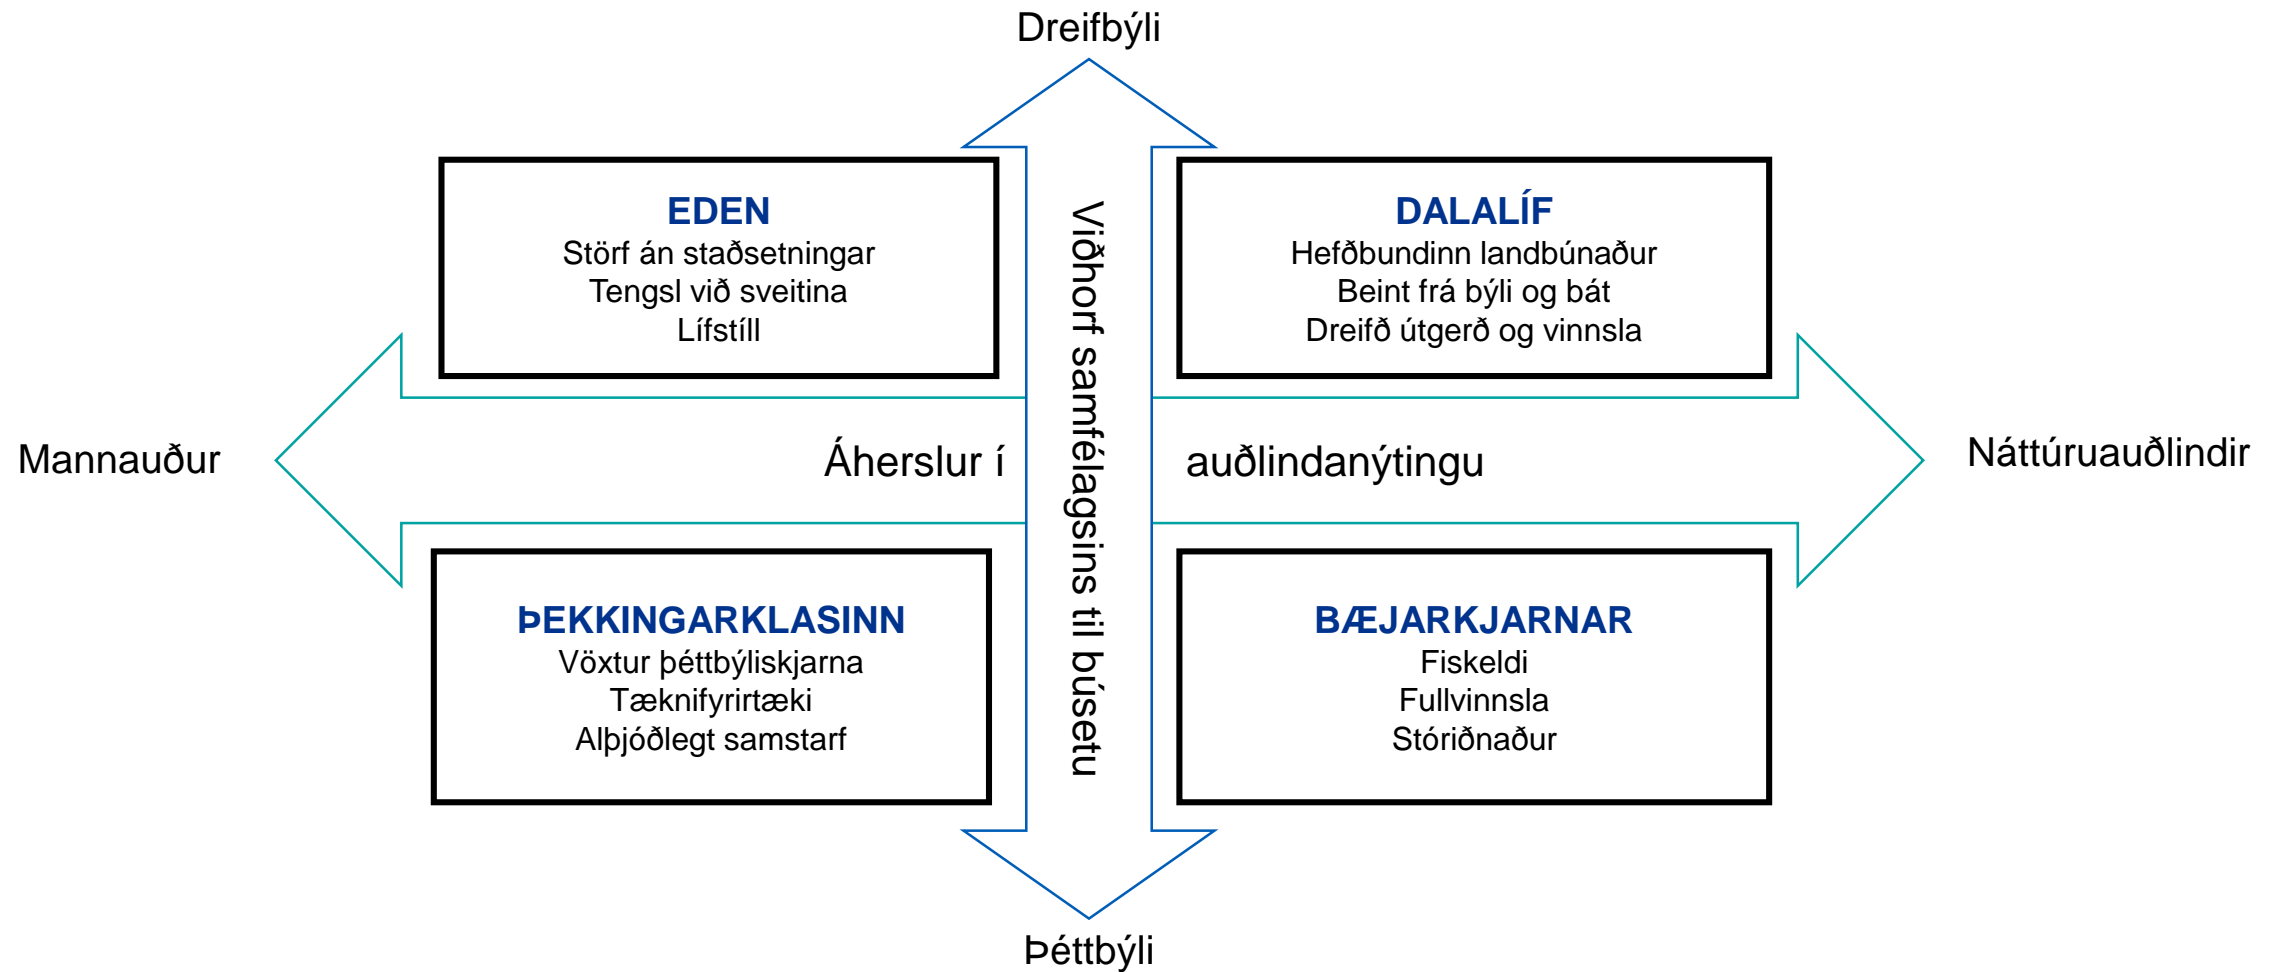 Dreifbýli
EDEN
Störf án staðsetningar
Tengsl við sveitina
Lífstíll
DALALÍF
Hefðbundinn landbúnaður
Beint frá býli og bát
Dreifð útgerð og vinnsla
Viðhorf samfélagsins til búsetu
Mannauður
Áherslur í auðlindanýtingu
Náttúruauðlindir
ÞEKKINGARKLASINN
Vöxtur þéttbýliskjarna
Tæknifyrirtæki
Alþjóðlegt samstarf
BÆJARKJARNAR
Fiskeldi
Fullvinnsla
Stóriðnaður
Þéttbýli